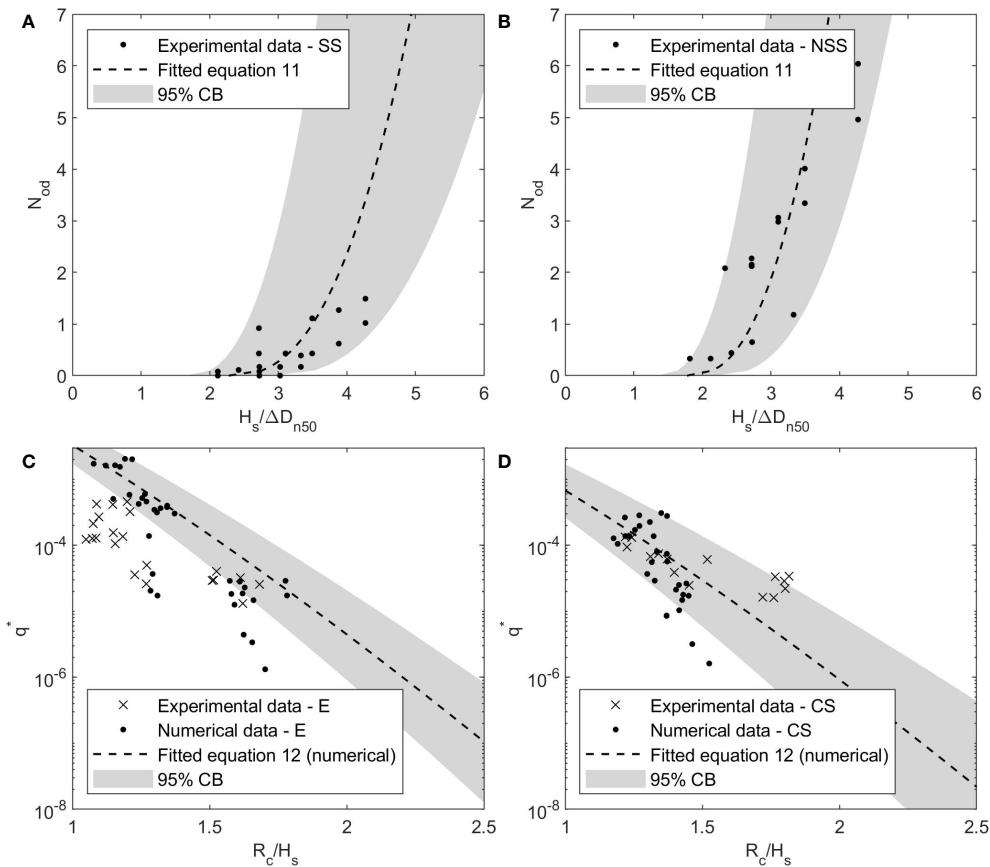 A
7
6
5
4
3
2
1
0
N_od
0 1 2 3 4 5 6
H_s/ΔD_n50
Experimental data - SS
Fitted equation 11
95% CB
B
7
6
5
4
3
2
1
0
N_od
0 1 2 3 4 5 6
H_s/ΔD_n50
Experimental data - NSS
Fitted equation 11
95% CB
C
10^-4
10^-6
10^-8
q^*
1 1.5 2 2.5
R_c/H_s
Experimental data - E
Numerical data - E
Fitted equation 12 (numerical)
95% CB
D
10^-4
10^-6
10^-8
q^*
1 1.5 2 2.5
R_c/H_s
Experimental data - CS
Numerical data - CS
Fitted equation 12 (numerical)
95% CB